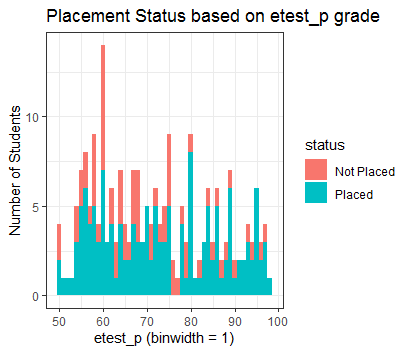 Placement Status based on etest_p grade
Number of Students
10
5
0
50 60 70 80 90 100
etest_p (binwidth = 1)
status
Not Placed
Placed